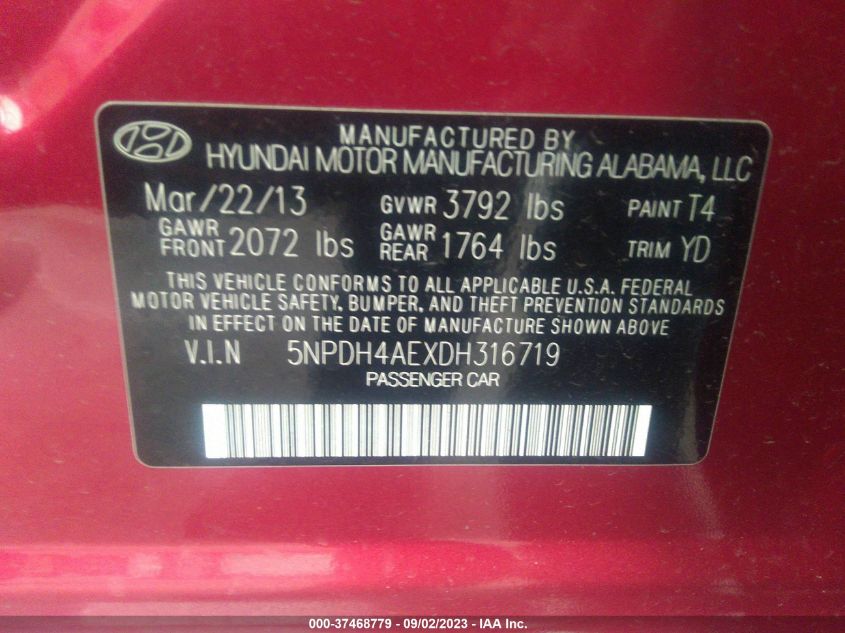 MANUFACTURED BY
HYUNDAI MOTOR MANUFACTURING ALABAMA, LLC
Mar/22/13 GVWR 3792 lbs PAINT T4
GAWR FRONT 2072 lbs GAWR REAR 1764 lbs TRIM YD
THIS VEHICLE CONFORMS TO ALL APPLICABLE U.S.A. FEDERAL
MOTOR VEHICLE SAFETY, BUMPER, AND THEFT PREVENTION STANDARDS
IN EFFECT ON THE DATE OF MANUFACTURE SHOWN ABOVE
V.I.N 5NPDH4AEXDH316719
PASSENGER CAR
000-37468779 - 09/02/2023 - IAA Inc.